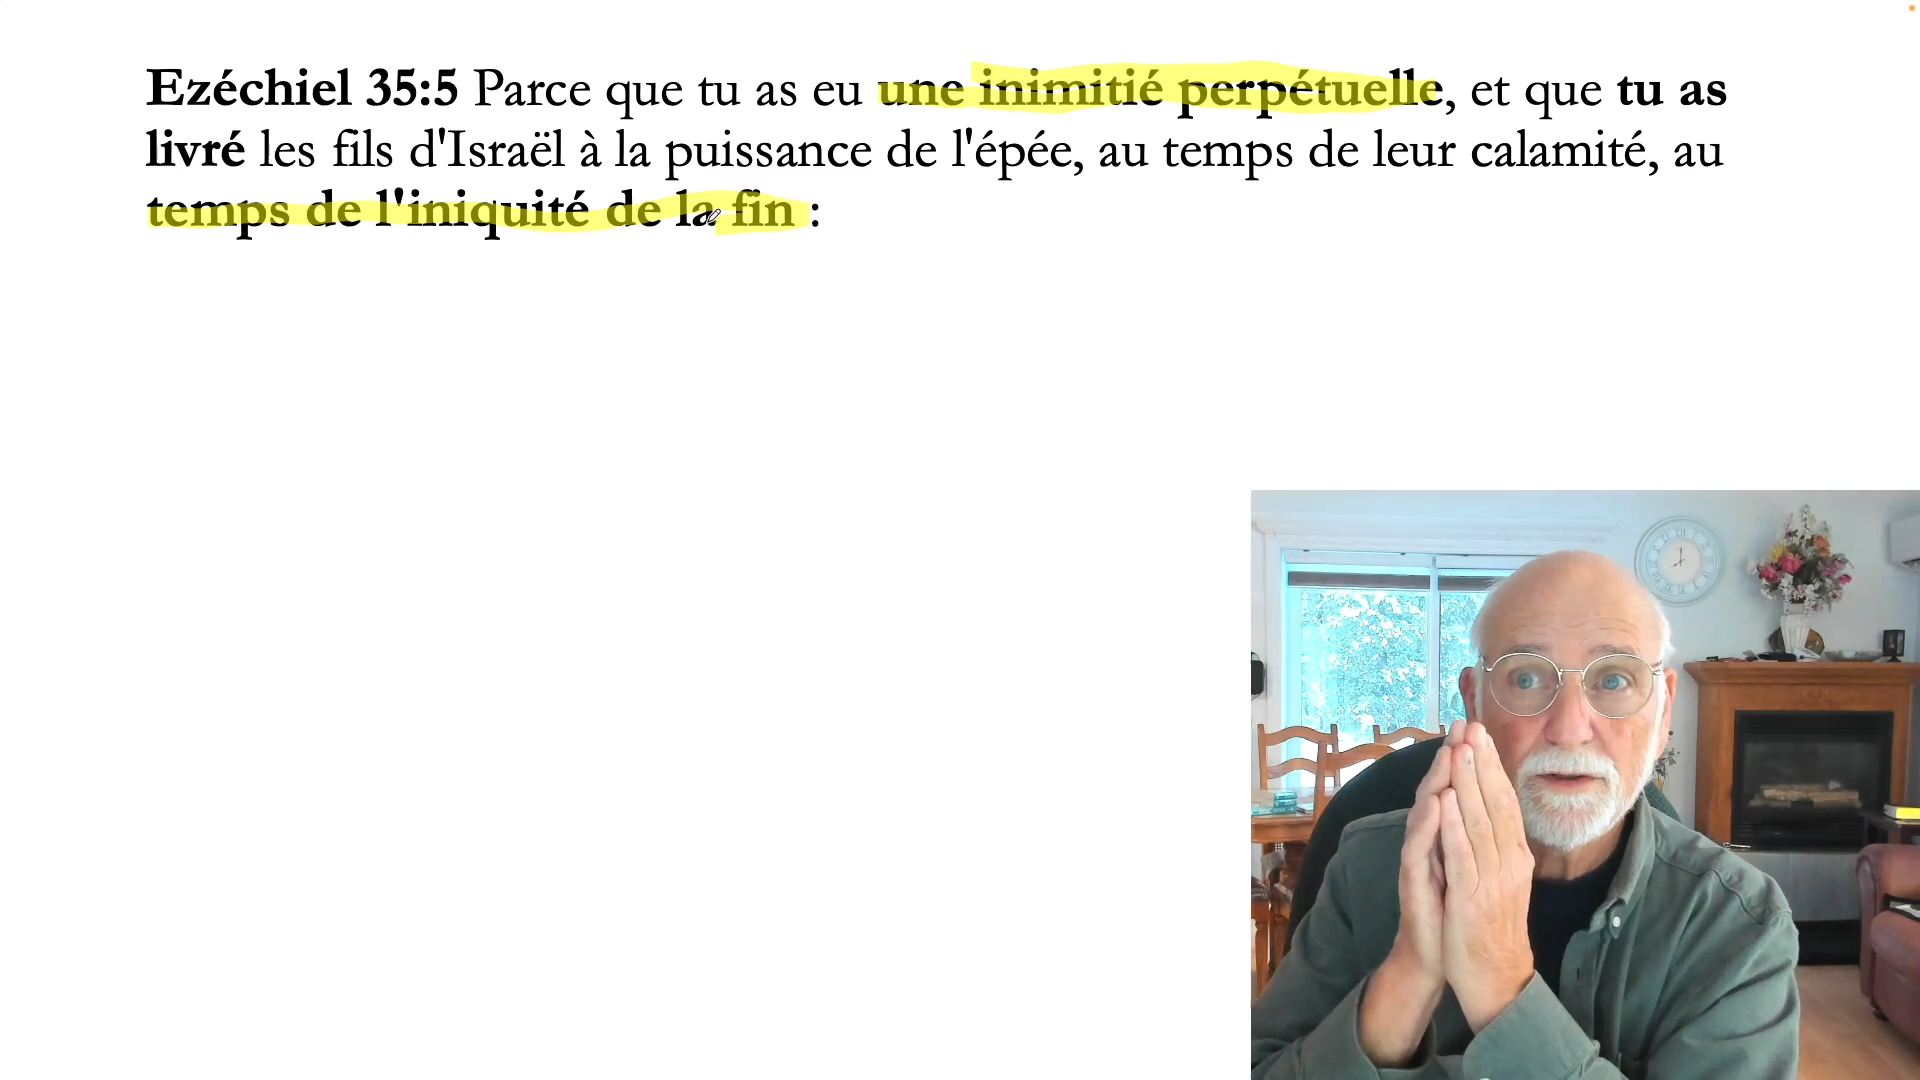 Ezéchiel 35:5 Parce que tu as eu une inimitié perpétuelle, et que tu as
livré les fils d'Israël à la puissance de l'épée, au temps de leur calamité, au
temps de l'iniquité de la fin :